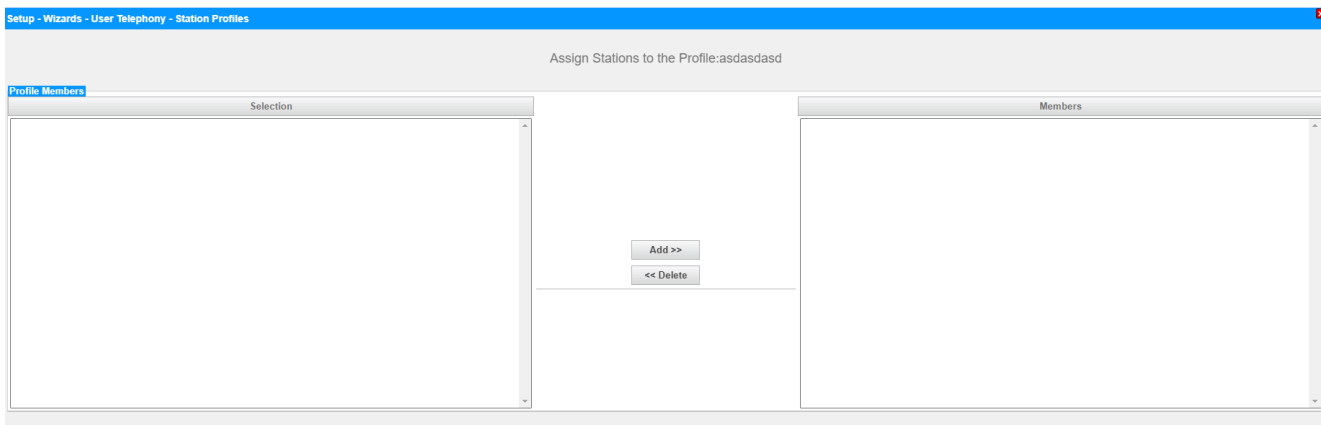 Setup - Wizards - User Telephony - Station Profiles
Assign Stations to the Profile:asdasdasd
Profile Members
Selection
Members
Add >>
<< Delete